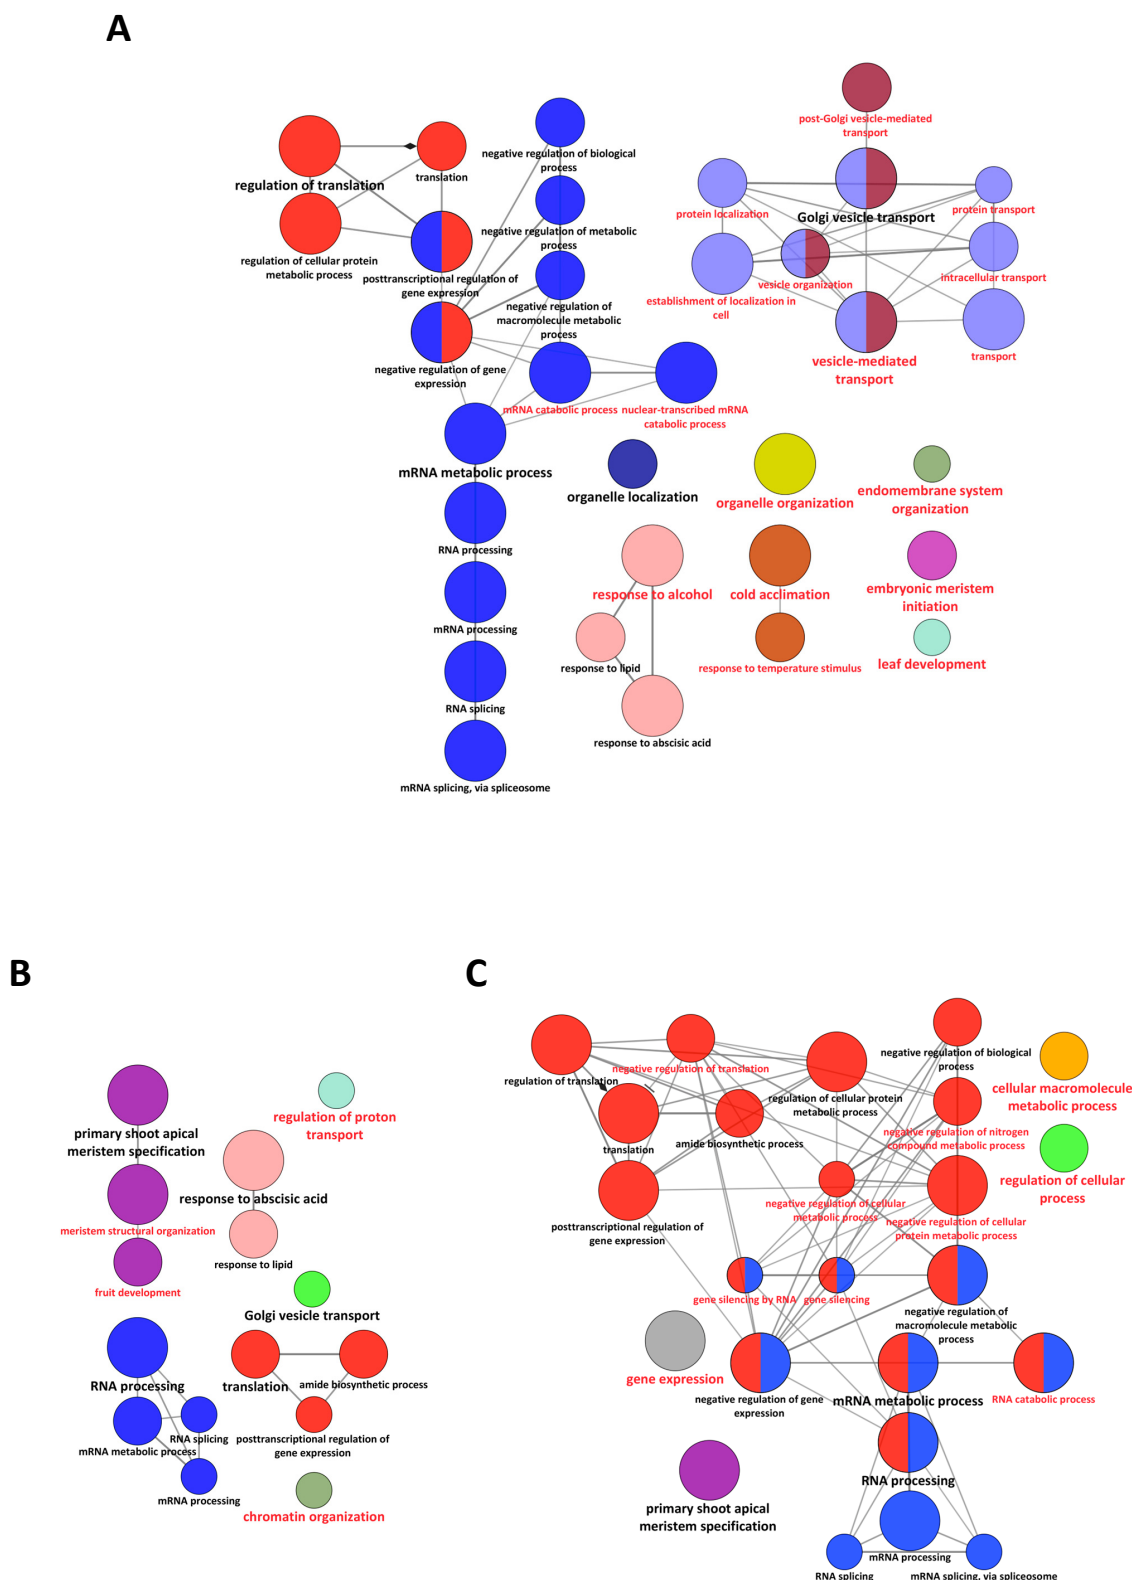 A
post-Golgi vesicle-mediated
transport
negative regulation of biological
process
regulation of translation
translation
protein localization
Golgi vesicle transport
protein transport
negative regulation of metabolic
process
regulation of cellular protein
metabolic process
posttranscriptional regulation of
gene expression
vesicle organization
intracellular transport
establishment of localization in
cell
negative regulation of
macromolecule metabolic
process
vesicle-mediated
transport
transport
negative regulation of gene
expression
mRNA catabolic process
nuclear-transcribed mRNA
catabolic process
mRNA metabolic process
organelle localization
organelle organization
endomembrane system
organization
RNA processing
response to alcohol
cold acclimation
embryonic meristem
initiation
mRNA processing
response to lipid
response to temperature stimulus
leaf development
RNA splicing
response to abscisic acid
mRNA splicing, via spliceosome
B
primary shoot apical
meristem specification
regulation of proton
transport
response to abscisic acid
meristem structural organization
response to lipid
fruit development
Golgi vesicle transport
RNA processing
translation
amide biosynthetic process
RNA splicing
mRNA metabolic process
posttranscriptional regulation of
gene expression
mRNA processing
chromatin organization
C
negative regulation of biological
process
regulation of translation
negative regulation of translation
cellular macromolecule
metabolic process
regulation of cellular protein
metabolic process
translation
amide biosynthetic process
negative regulation of nitrogen
compound metabolic process
regulation of cellular
process
posttranscriptional regulation of
gene expression
negative regulation of cellular
metabolic process
negative regulation of cellular
protein metabolic process
gene silencing by RNA
gene silencing
negative regulation of
macromolecule metabolic
process
gene expression
negative regulation of gene
expression
mRNA metabolic process
RNA catabolic process
RNA processing
primary shoot apical
meristem specification
mRNA processing
RNA splicing
mRNA splicing, via spliceosome